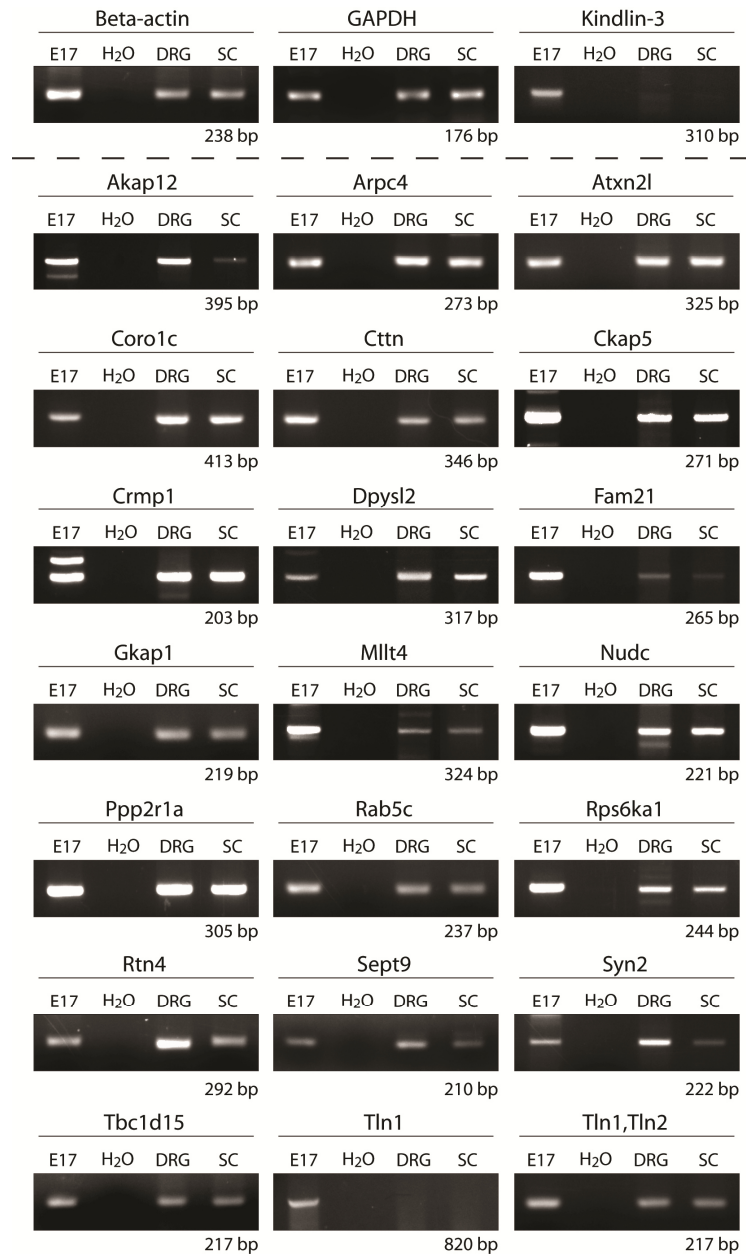 Beta-actin GAPDH Kindlin-3
E17 H2O DRG SC E17 H2O DRG SC E17 H2O DRG SC
238 bp 176 bp 310 bp
Akap12 Arpc4 Atxn2l
E17 H2O DRG SC E17 H2O DRG SC E17 H2O DRG SC
395 bp 273 bp 325 bp
Coro1c Cttn Ckap5
E17 H2O DRG SC E17 H2O DRG SC E17 H2O DRG SC
413 bp 346 bp 271 bp
Crmp1 Dpysl2 Fam21
E17 H2O DRG SC E17 H2O DRG SC E17 H2O DRG SC
203 bp 317 bp 265 bp
Gkap1 Mllt4 Nudc
E17 H2O DRG SC E17 H2O DRG SC E17 H2O DRG SC
219 bp 324 bp 221 bp
Ppp2r1a Rab5c Rps6ka1
E17 H2O DRG SC E17 H2O DRG SC E17 H2O DRG SC
305 bp 237 bp 244 bp
Rtn4 Sept9 Syn2
E17 H2O DRG SC E17 H2O DRG SC E17 H2O DRG SC
292 bp 210 bp 222 bp
Tbc1d15 Tln1 Tln1,Tln2
E17 H2O DRG SC E17 H2O DRG SC E17 H2O DRG SC
217 bp 820 bp 217 bp